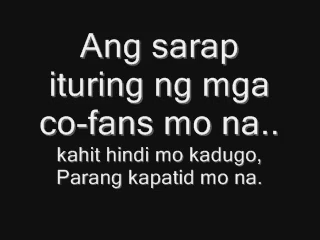 Ang sarap
ituring ng mga
co-fans mo na..
kahit hindi mo kadugo,
Parang kapatid mo na.